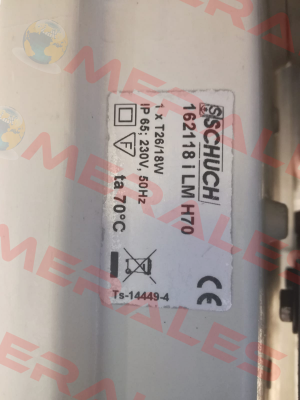 SCHUCH
162118 i LM H70
1 x T26/18W
IP 65; 230V, 50Hz
F
ta 70°C
CE
Ts-14449-4
MERALES
MERALES
MERALES